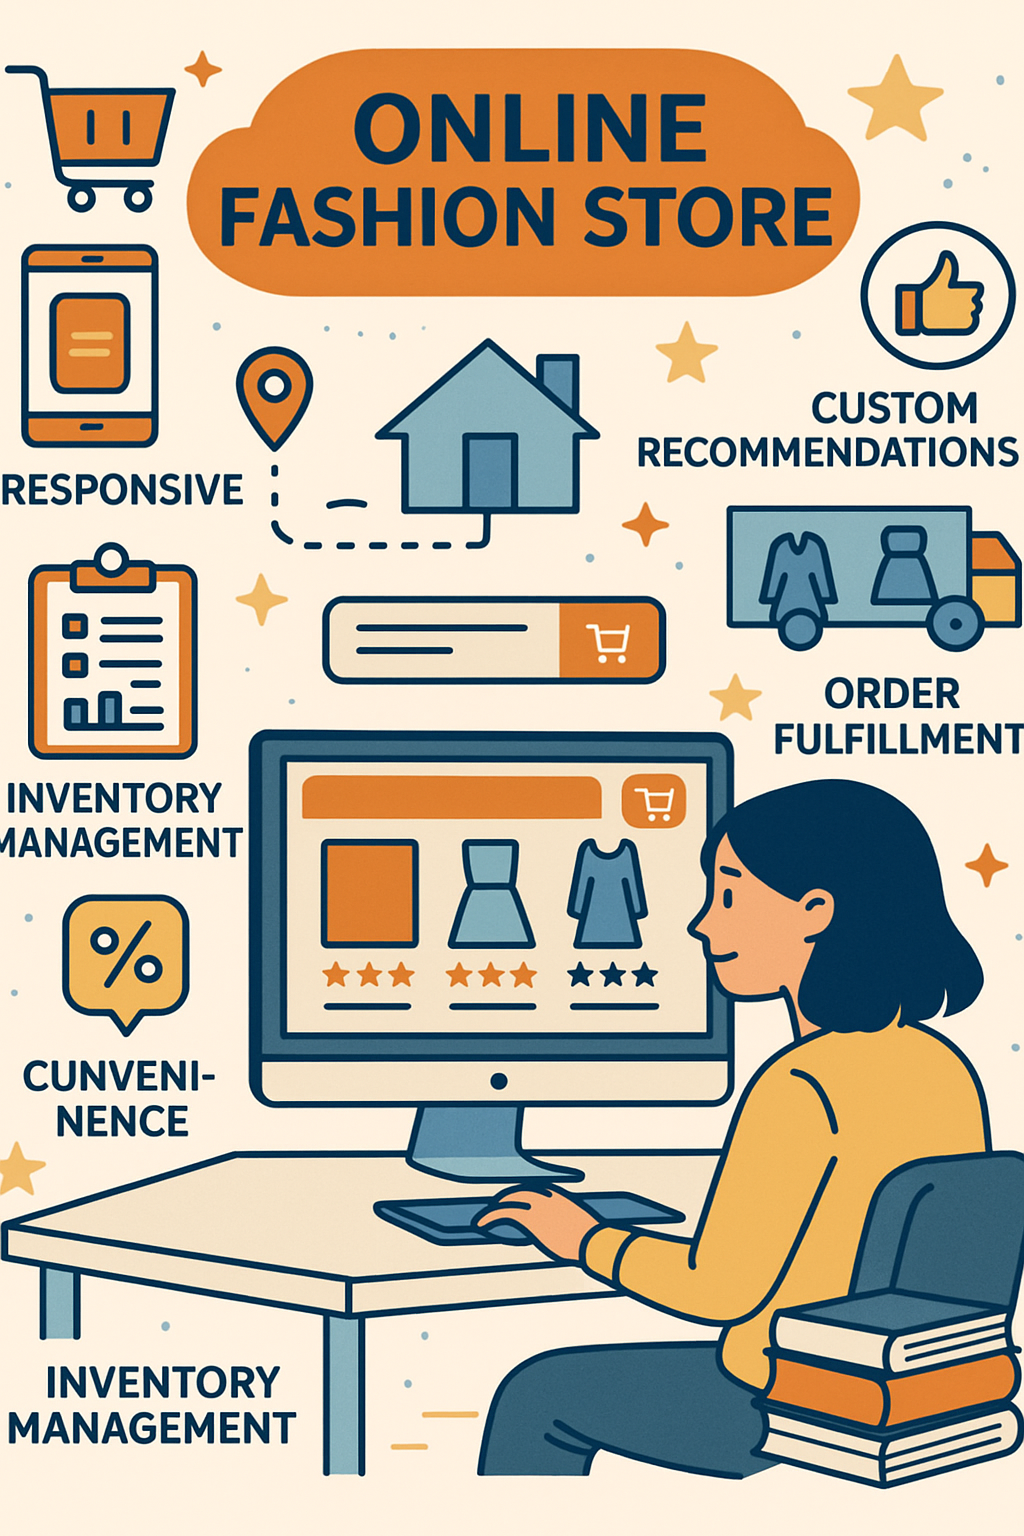 ONLINE
FASHION STORE
CUSTOM
RECOMMENDATIONS
RESPONSIVE
ORDER
FULFILLMENT
INVENTORY
MANAGEMENT
%
CUNVENI-
NENCE
INVENTORY
MANAGEMENT